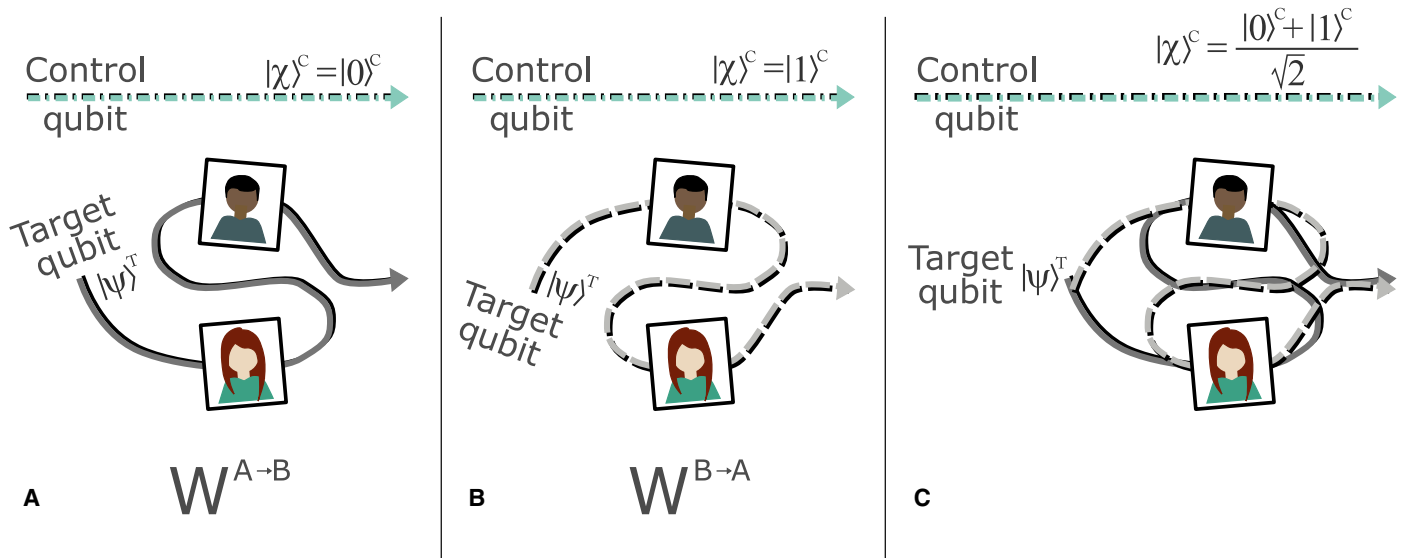 Control
qubit
|χ⟩ᶜ = |0⟩ᶜ
Target
qubit
|ψ⟩ᵀ
A
W^{A→B}
Control
qubit
|χ⟩ᶜ = |1⟩ᶜ
|ψ⟩ᵀ
Target
qubit
B
W^{B→A}
Control
qubit
|χ⟩ᶜ = (|0⟩ᶜ + |1⟩ᶜ)/√2
Target
qubit
|ψ⟩ᵀ
C